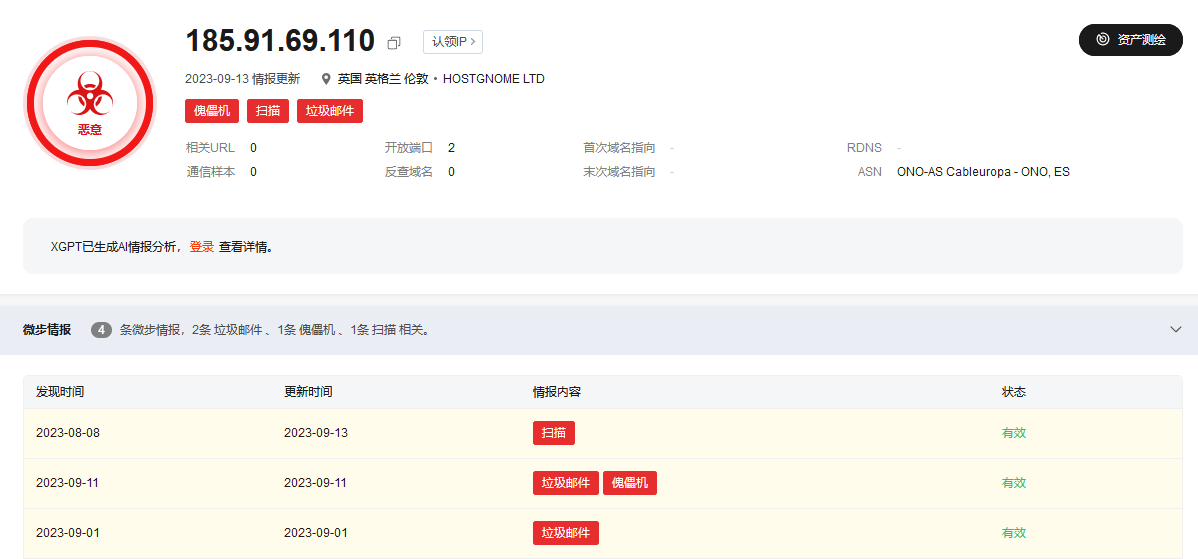 185.91.69.110 认领IP
资产测绘
恶意
2023-09-13 情报更新 英国 英格兰 伦敦 • HOSTGNOME LTD
傀儡机 扫描 垃圾邮件
相关URL 0 开放端口 2 首次域名指向 - RDNS -
通信样本 0 反查域名 0 末次域名指向 - ASN ONO-AS Cableuropa - ONO, ES
XGPT已生成AI情报分析，登录 查看详情。
微步情报 4 条微步情报，2条 垃圾邮件 、1条 傀儡机 、1条 扫描 相关。
发现时间 更新时间 情报内容 状态
2023-08-08 2023-09-13 扫描 有效
2023-09-11 2023-09-11 垃圾邮件 傀儡机 有效
2023-09-01 2023-09-01 垃圾邮件 有效